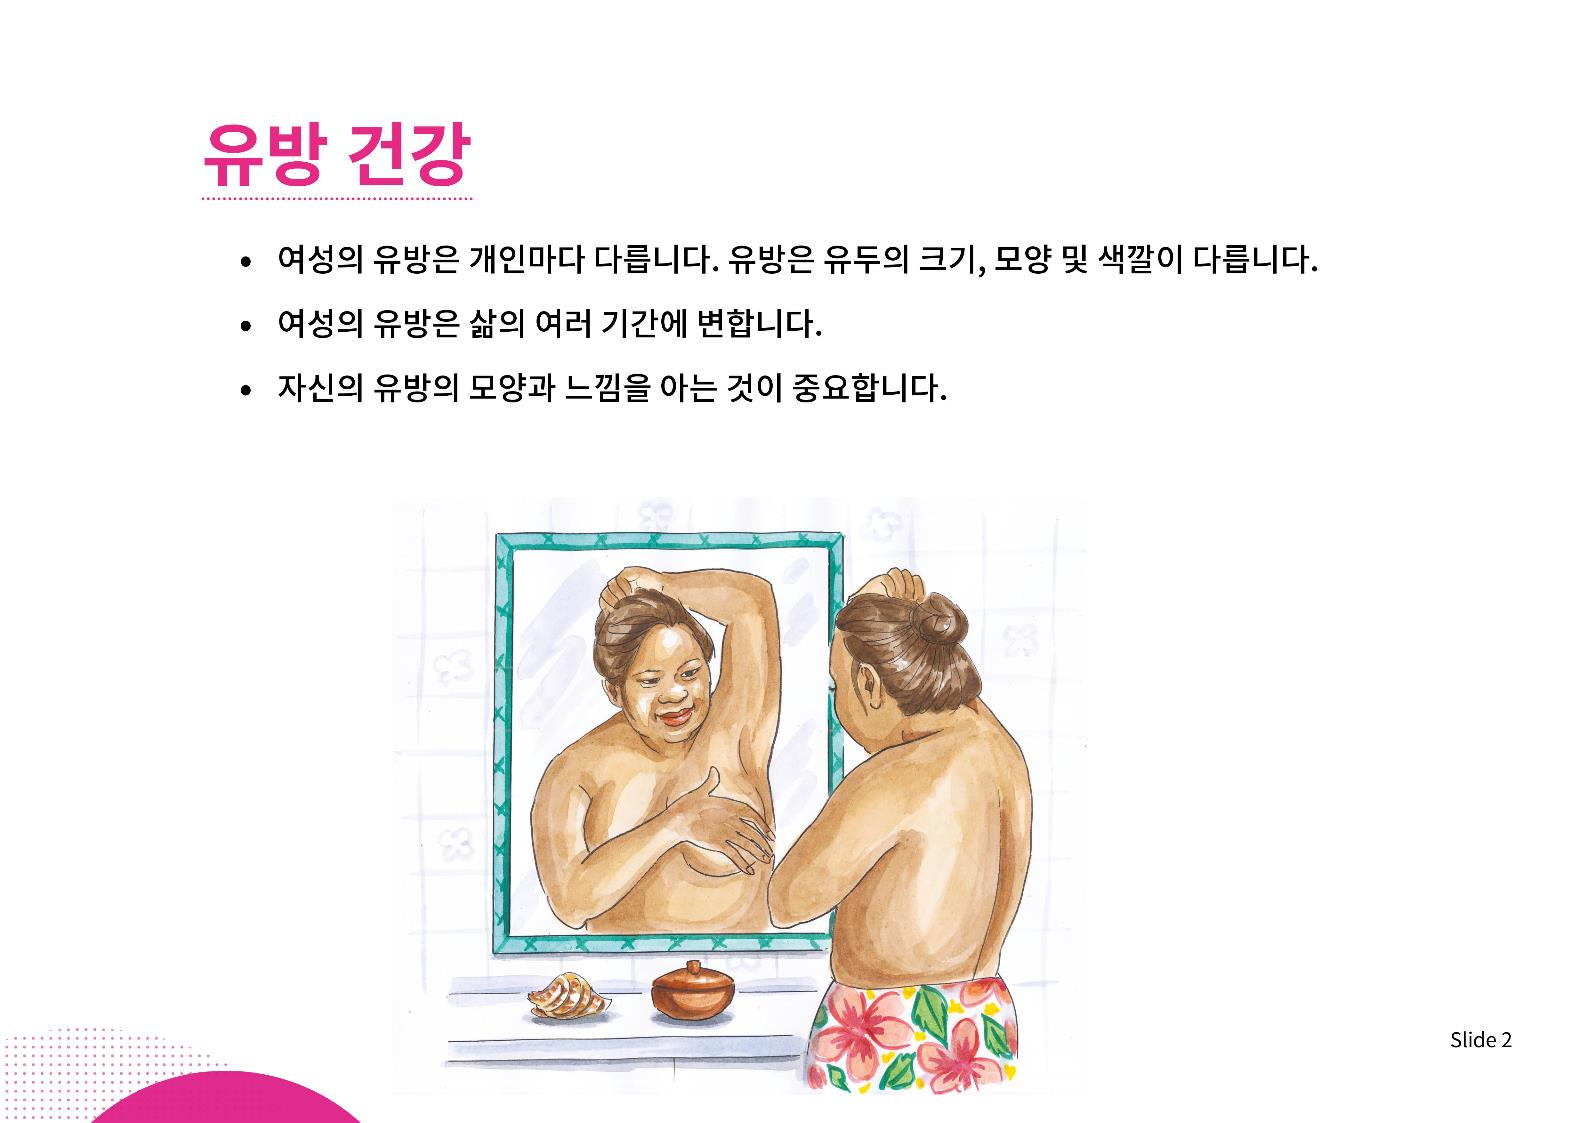 유방 건강
• 여성의 유방은 개인마다 다릅니다. 유방은 유두의 크기, 모양 및 색깔이 다릅니다.
• 여성의 유방은 삶의 여러 기간에 변합니다.
• 자신의 유방의 모양과 느낌을 아는 것이 중요합니다.
Slide 2